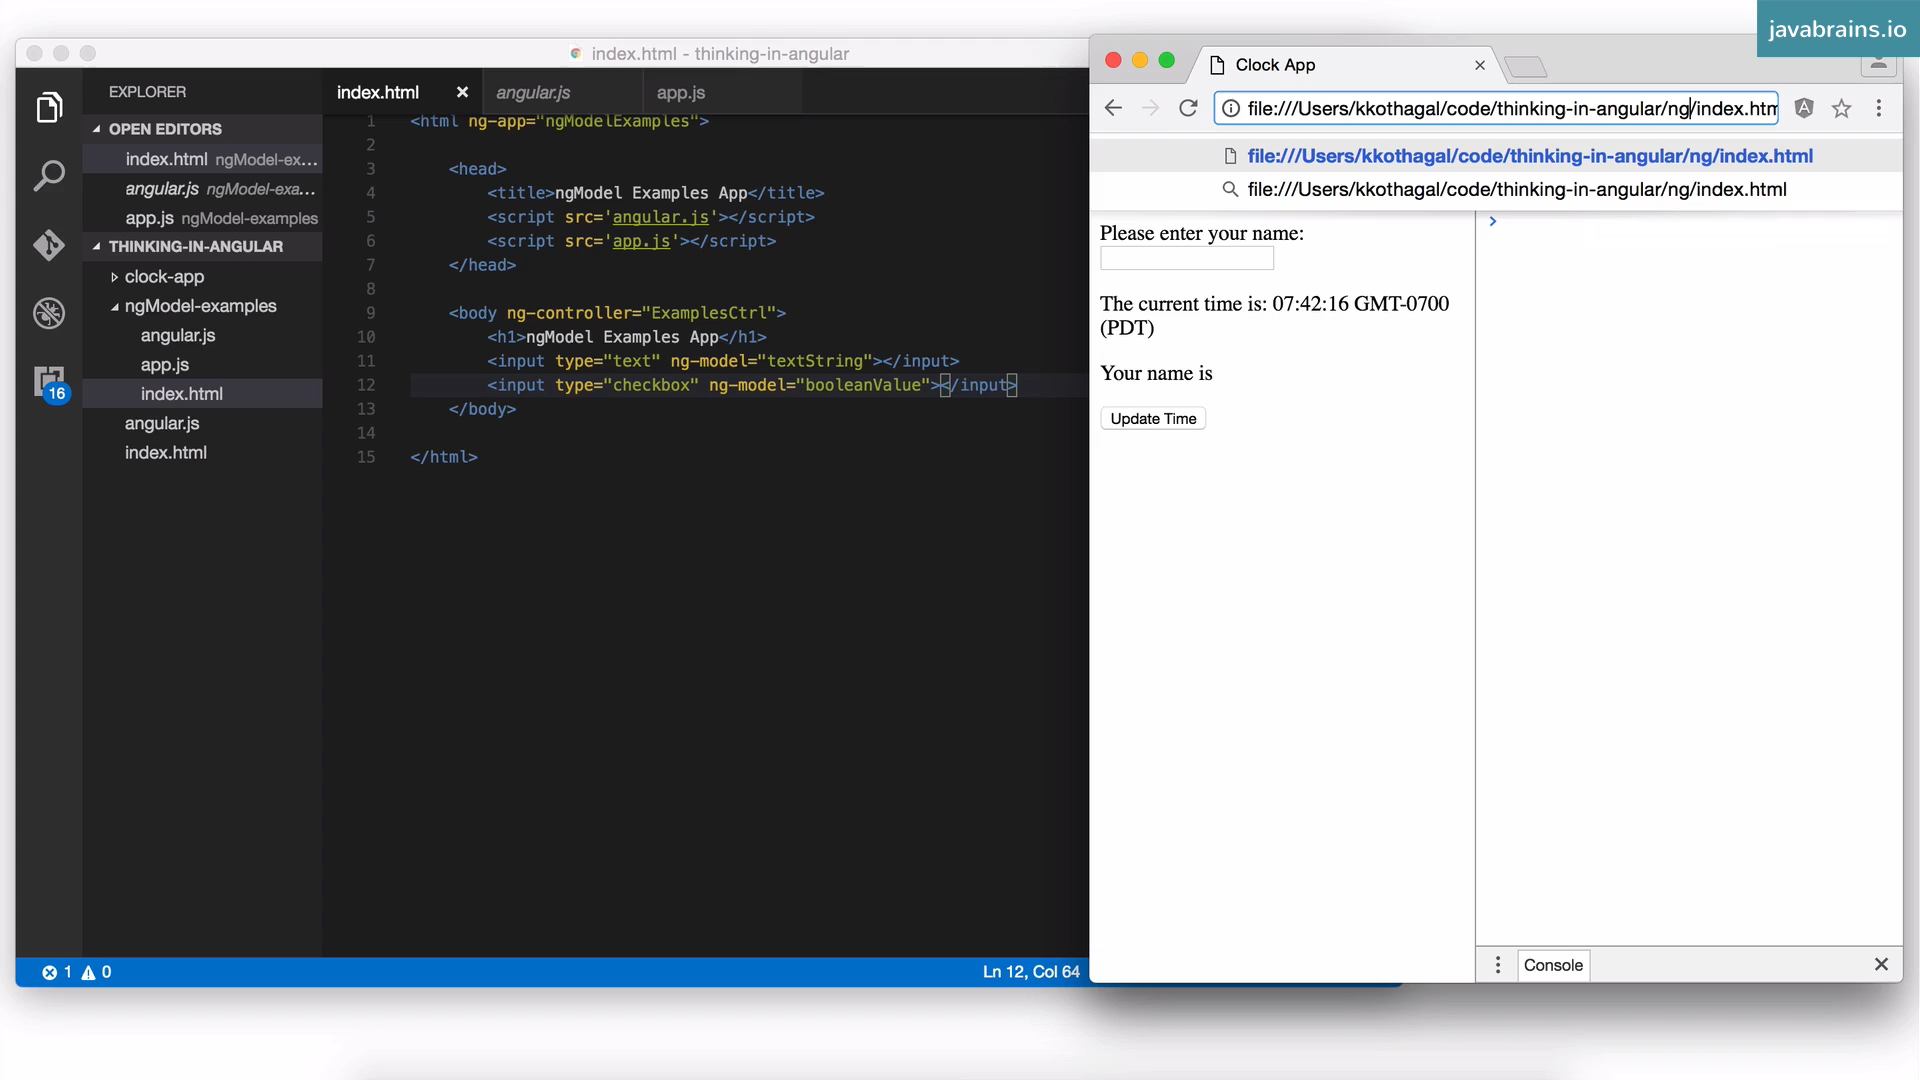 javabrains.io
index.html - thinking-in-angular
EXPLORER
OPEN EDITORS
index.html ngModel-ex...
angular.js ngModel-exa...
app.js ngModel-examples
THINKING-IN-ANGULAR
clock-app
ngModel-examples
angular.js
app.js
index.html
angular.js
index.html
16
index.html
angular.js
app.js
1 <html ng-app="ngModelExamples">
2
3 <head>
4 <title>ngModel Examples App</title>
5 <script src='angular.js'></script>
6 <script src='app.js'></script>
7 </head>
8
9 <body ng-controller="ExamplesCtrl">
10 <h1>ngModel Examples App</h1>
11 <input type="text" ng-model="textString"></input>
12 <input type="checkbox" ng-model="booleanValue"></input>
13 </body>
14
15 </html>
1 0
Ln 12, Col 64
Clock App
file:///Users/kkothagal/code/thinking-in-angular/ng/index.htm
file:///Users/kkothagal/code/thinking-in-angular/ng/index.html
file:///Users/kkothagal/code/thinking-in-angular/ng/index.html
Please enter your name:
The current time is: 07:42:16 GMT-0700
(PDT)
Your name is
Update Time
Console